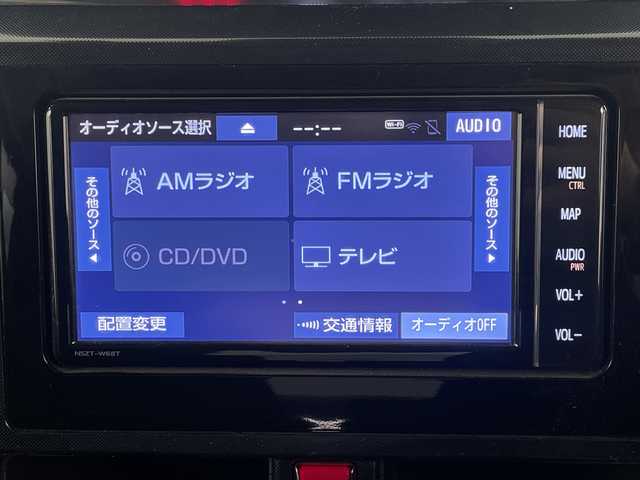 オーディオソース選択
--:--
Wi-Fi
AUDIO
その他のソース
AMラジオ
FMラジオ
その他のソース
CD/DVD
テレビ
配置変更
交通情報
オーディオOFF
NSZT-W68T
HOME
MENU
CTRL
MAP
AUDIO
PWR
VOL+
VOL-